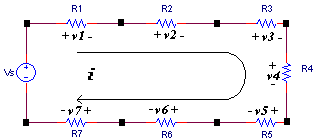 R1 R2 R3
+v1- +v2- +v3-
Vs + - i + v4 - R4
-v7+ -v6+ -v5+
R7 R6 R5